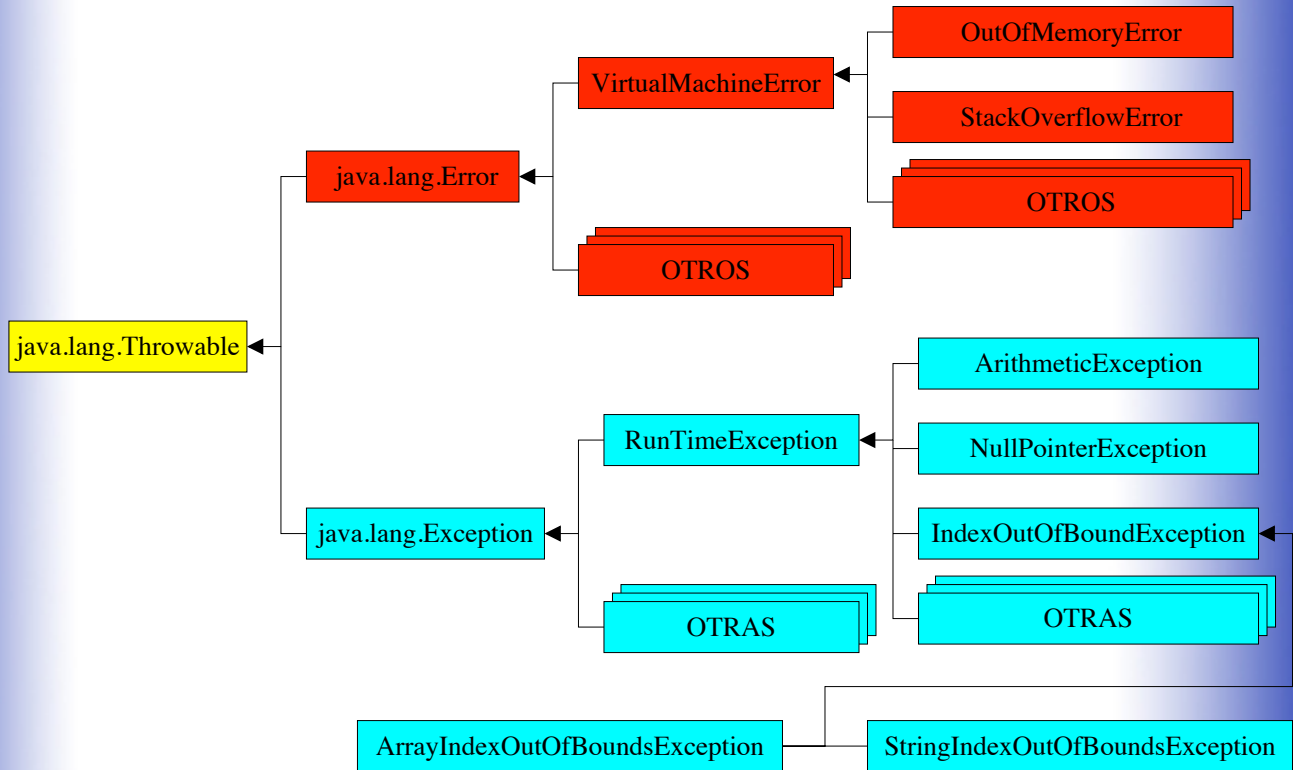 OutOfMemoryError
VirtualMachineError
StackOverflowError
java.lang.Error
OTROS
OTROS
java.lang.Throwable
ArithmeticException
RunTimeException
NullPointerException
java.lang.Exception
IndexOutOfBoundException
OTRAS
OTRAS
ArrayIndexOutOfBoundsException
StringIndexOutOfBoundsException